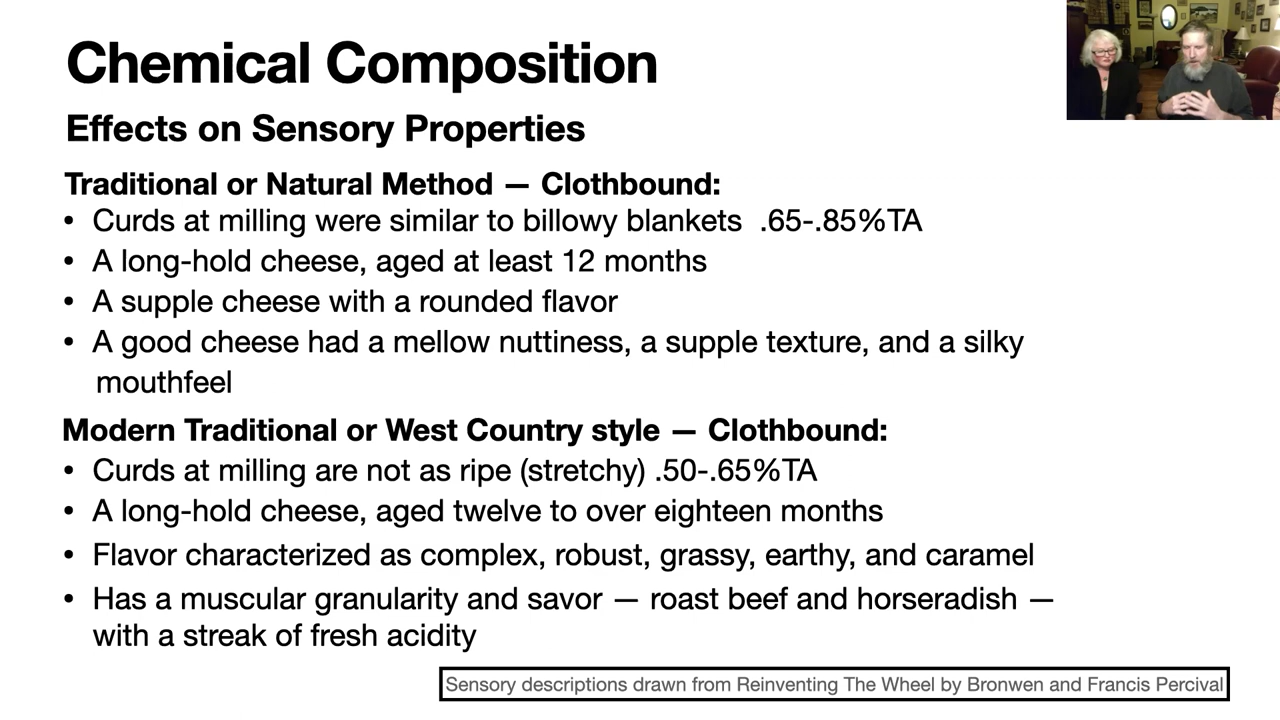 Chemical Composition
Effects on Sensory Properties
Traditional or Natural Method — Clothbound:
• Curds at milling were similar to billowy blankets  .65-.85%TA
• A long-hold cheese, aged at least 12 months
• A supple cheese with a rounded flavor
• A good cheese had a mellow nuttiness, a supple texture, and a silky
mouthfeel
Modern Traditional or West Country style — Clothbound:
• Curds at milling are not as ripe (stretchy) .50-.65%TA
• A long-hold cheese, aged twelve to over eighteen months
• Flavor characterized as complex, robust, grassy, earthy, and caramel
• Has a muscular granularity and savor — roast beef and horseradish —
with a streak of fresh acidity
Sensory descriptions drawn from Reinventing The Wheel by Bronwen and Francis Percival